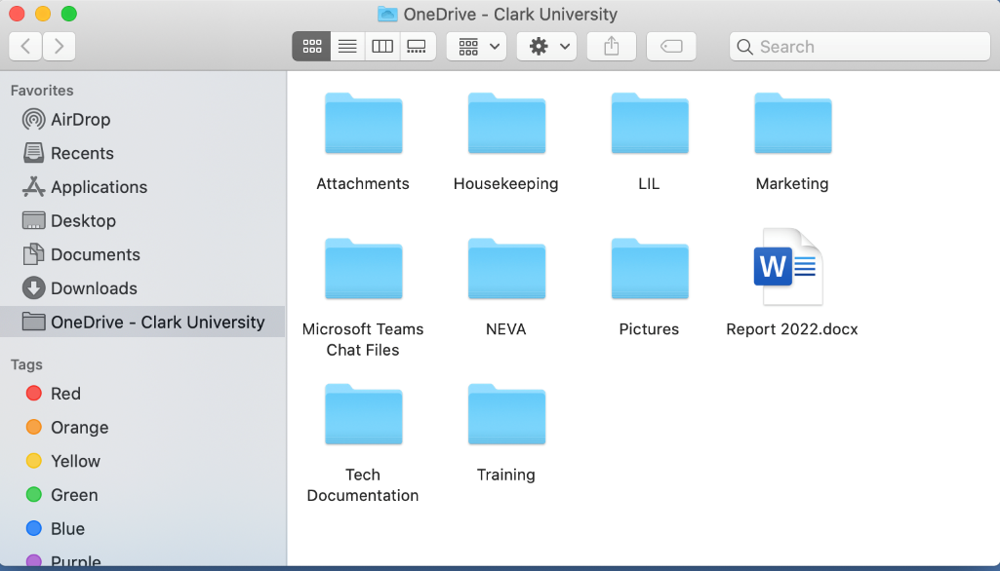 OneDrive - Clark University
Search
Favorites
AirDrop
Recents
Applications
Desktop
Documents
Downloads
OneDrive - Clark University
Tags
Red
Orange
Yellow
Green
Blue
Purple
Attachments
Housekeeping
LIL
Marketing
W
Microsoft Teams
Chat Files
NEVA
Pictures
Report 2022.docx
Tech
Documentation
Training